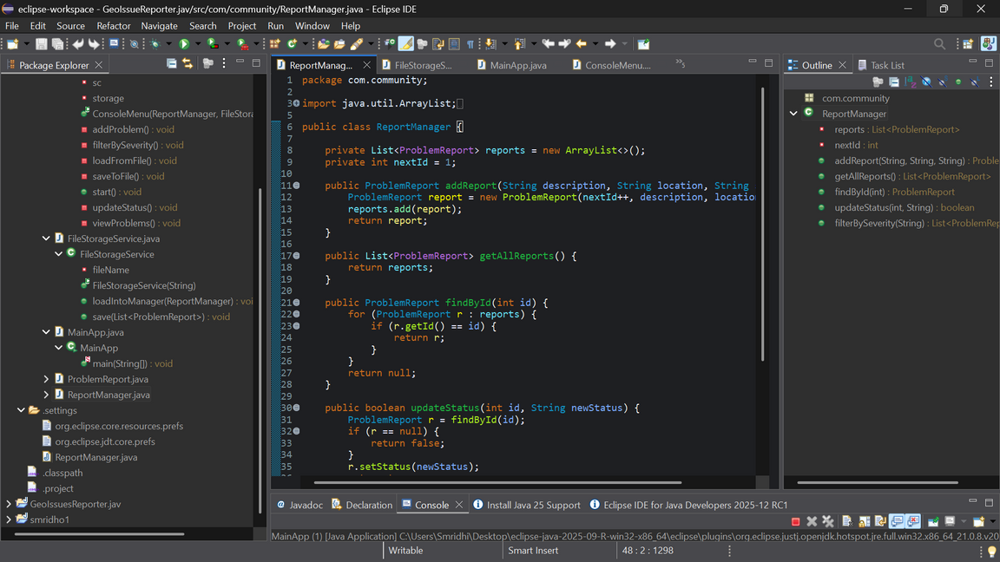 eclipse-workspace - GeoIssueReporter.jav/src/com/community/ReportManager.java - Eclipse IDE
File Edit Source Refactor Navigate Search Project Run Window Help
Package Explorer
sc
storage
ConsoleMenu(ReportManager, FileStora
addProblem() : void
filterBySeverity() : void
loadFromFile() : void
saveToFile() : void
start() : void
updateStatus() : void
viewProblems() : void
FileStorageService.java
FileStorageService
fileName
FileStorageService(String)
loadIntoManager(ReportManager) : voi
save(List<ProblemReport>) : void
MainApp.java
MainApp
main(String[]) : void
ProblemReport.java
ReportManager.java
.settings
org.eclipse.core.resources.prefs
org.eclipse.jdt.core.prefs
ReportManager.java
.classpath
.project
GeoIssuesReporter.jav
smridho1
ReportManag... FileStorageS... MainApp.java ConsoleMenu.... »5
1 package com.community;
2
3 import java.util.ArrayList;
5
6 public class ReportManager {
7
8 private List<ProblemReport> reports = new ArrayList<>();
9 private int nextId = 1;
10
11 public ProblemReport addReport(String description, String location, String
12 ProblemReport report = new ProblemReport(nextId++, description, locatio
13 reports.add(report);
14 return report;
15 }
16
17 public List<ProblemReport> getAllReports() {
18 return reports;
19 }
20
21 public ProblemReport findById(int id) {
22 for (ProblemReport r : reports) {
23 if (r.getId() == id) {
24 return r;
25 }
26 }
27 return null;
28 }
29
30 public boolean updateStatus(int id, String newStatus) {
31 ProblemReport r = findById(id);
32 if (r == null) {
33 return false;
34 }
35 r.setStatus(newStatus);
Outline Task List
com.community
ReportManager
reports : List<ProblemReport>
nextId : int
addReport(String, String, String) : Proble
getAllReports() : List<ProblemReport>
findById(int) : ProblemReport
updateStatus(int, String) : boolean
filterBySeverity(String) : List<ProblemRep
Javadoc Declaration Console Install Java 25 Support Eclipse IDE for Java Developers 2025-12 RC1
MainApp (1) [Java Application] C:\Users\Smridhi\Desktop\eclipse-java-2025-09-R-win32-x86_64\eclipse\plugins\org.eclipse.justj.openjdk.hotspot.jre.full.win32.x86_64_21.0.8.v20
Writable Smart Insert 48 : 2 : 1298